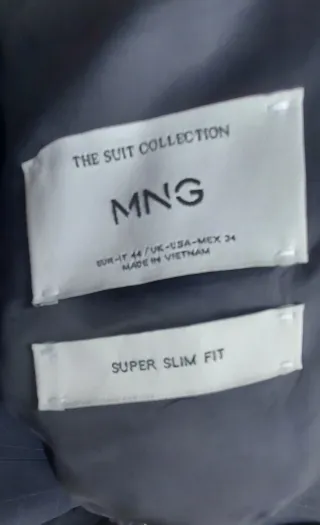 THE SUIT COLLECTION
MNG
EUR-IT 44 / UK-USA-MEX 34
MADE IN VIETNAM
SUPER SLIM FIT